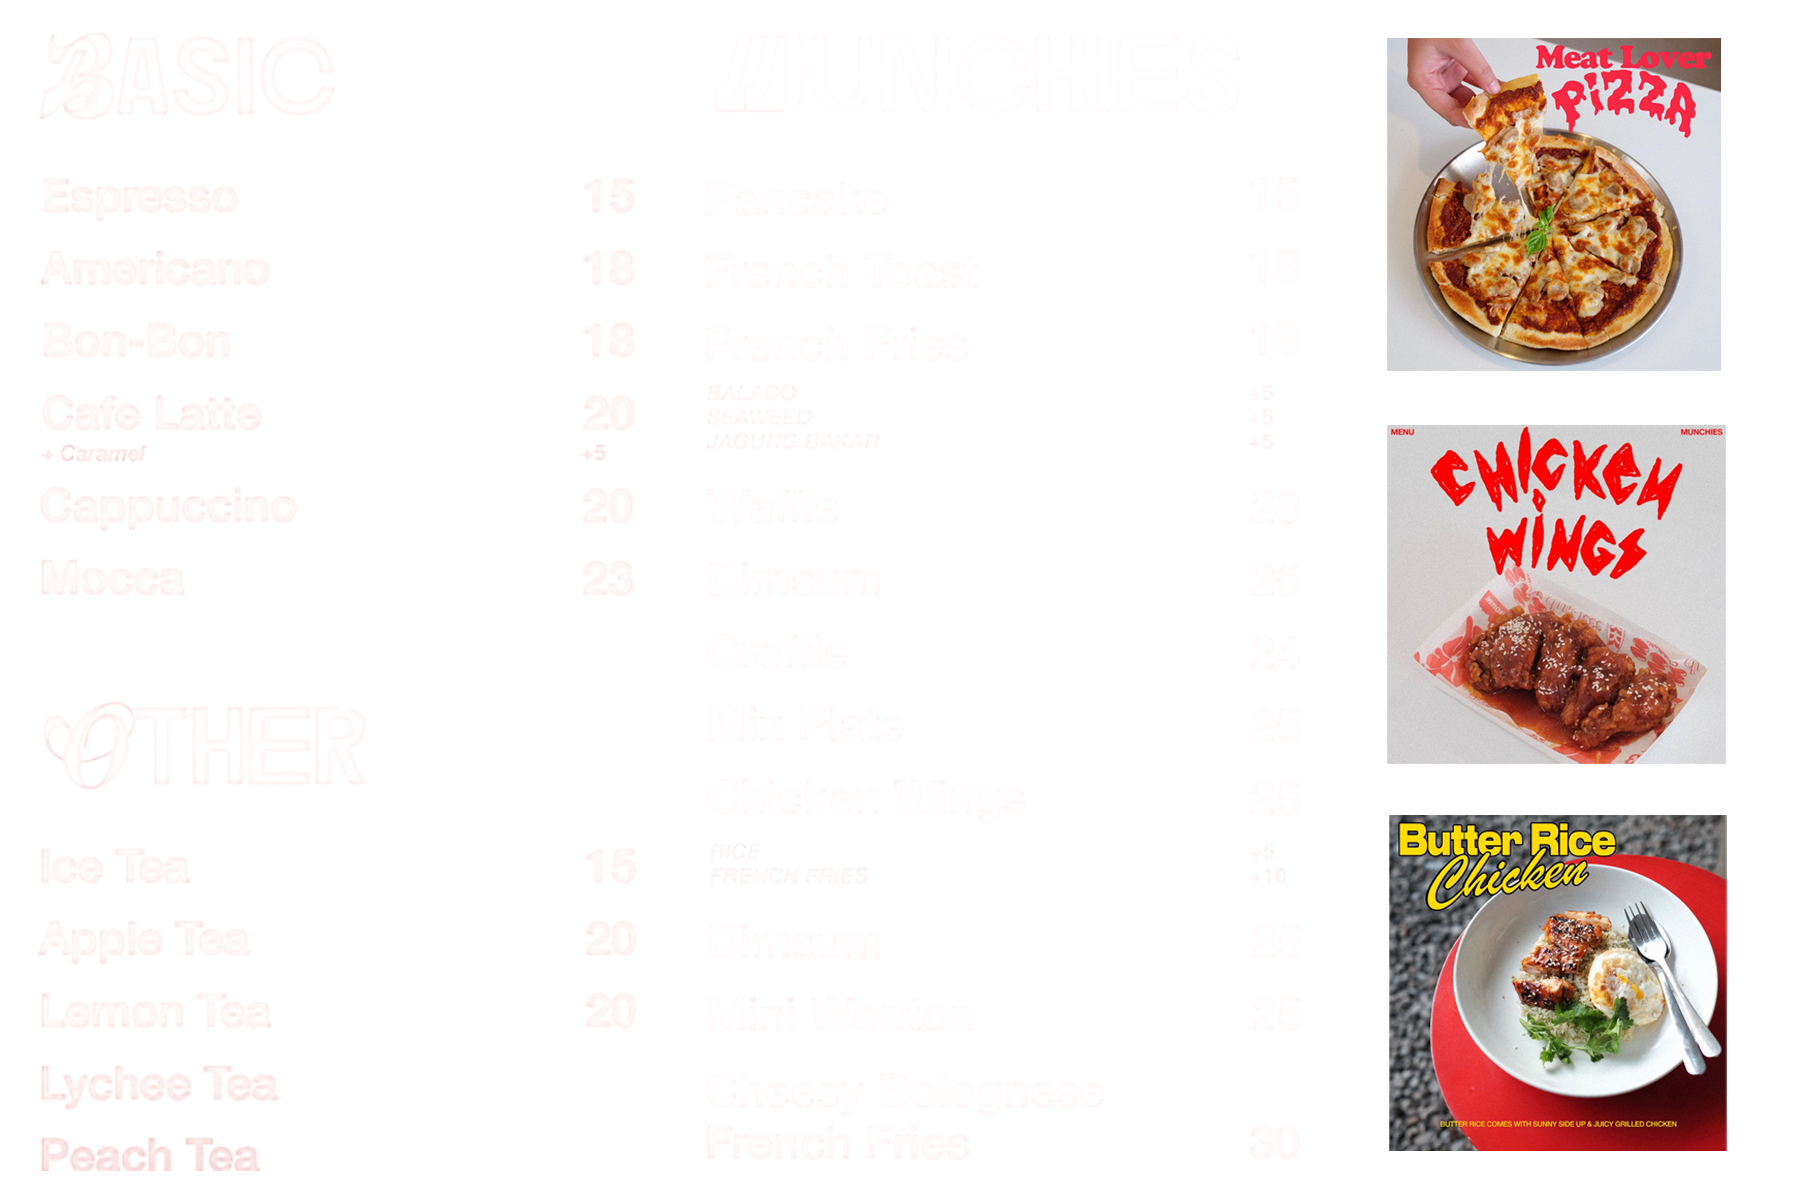 BASIC
Espresso 15
Americano 18
Bon-Bon 18
Cafe Latte 20
+ Caramel +5
Cappuccino 20
Mocca 23
OTHER
Ice Tea 15
Apple Tea 20
Lemon Tea 20
Lychee Tea
Peach Tea
MUNCHIES
Pancake 15
French Toast 15
French Fries 18
BALADO +5
SEAWEED +5
JAGUNG BAKAR +5
Waffle 20
Dimsum 25
Croffle 24
Mix Plate 25
Chicken Wings 25
RICE +5
FRENCH FRIES +10
Dimsum 25
Mini Wonton 25
Cheesy Bolognese
French Fries 30
Meat Lover
PIZZA
MENU MUNCHIES
CHICKEN
WINGS
Butter Rice
Chicken
BUTTER RICE COMES WITH SUNNY SIDE UP & JUICY GRILLED CHICKEN